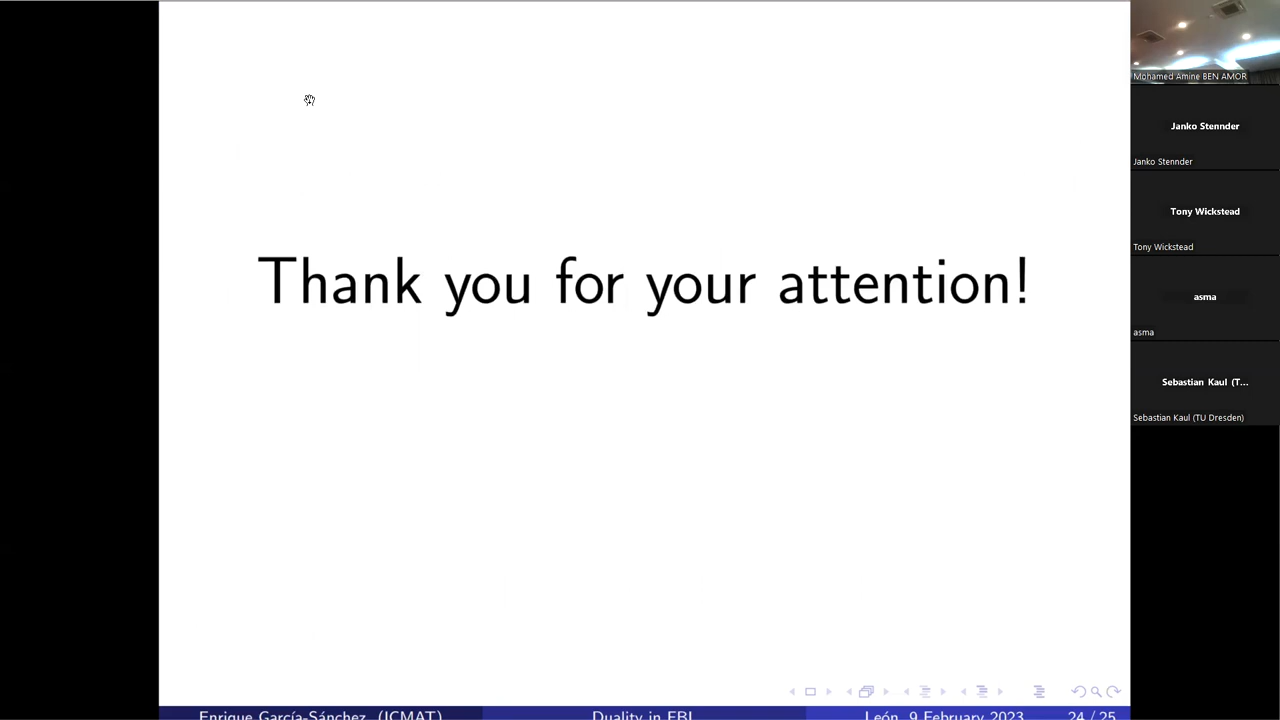 Thank you for your attention!
Enrique García-Sánchez (ICMAT)
Duality in FBL
León, 9 February 2023
24 / 25
Mohamed Amine BEN AMOR
Janko Stennder
Janko Stennder
Tony Wickstead
Tony Wickstead
asma
asma
Sebastian Kaul (T...
Sebastian Kaul (TU Dresden)